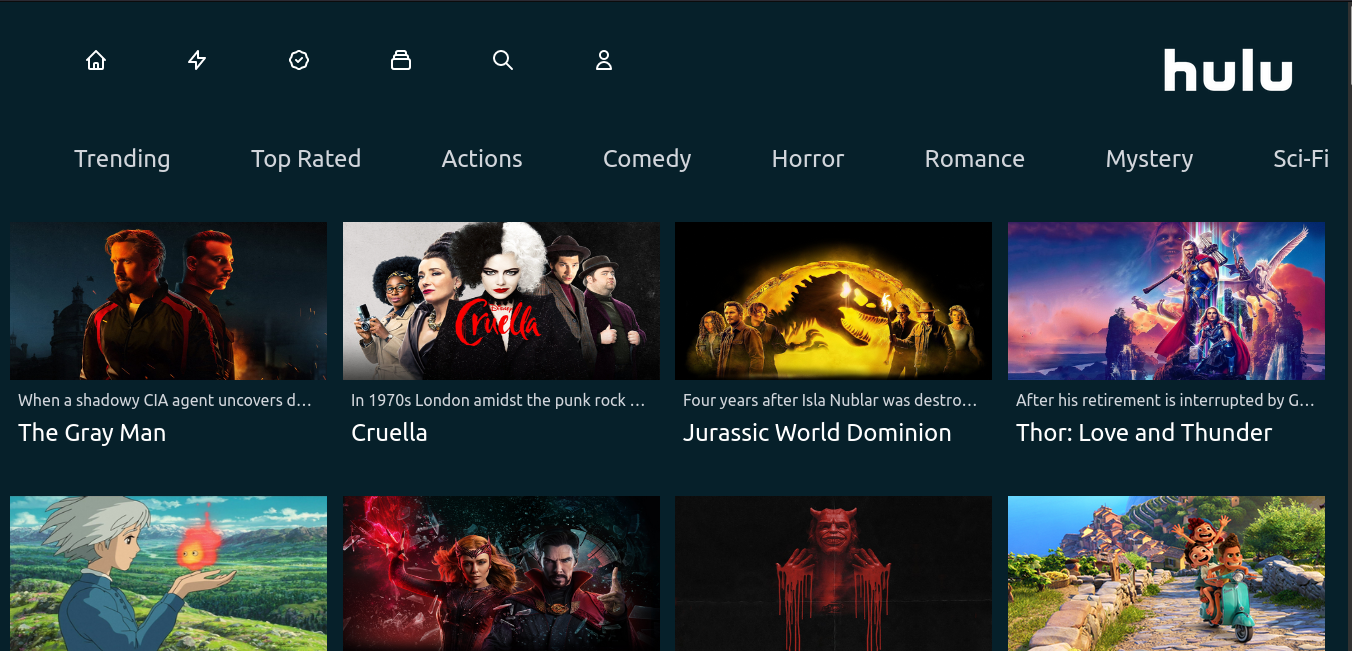 hulu
Trending Top Rated Actions Comedy Horror Romance Mystery Sci-Fi
DISNEY
Cruella
When a shadowy CIA agent uncovers d...
In 1970s London amidst the punk rock ...
Four years after Isla Nublar was destro...
After his retirement is interrupted by G...
The Gray Man
Cruella
Jurassic World Dominion
Thor: Love and Thunder